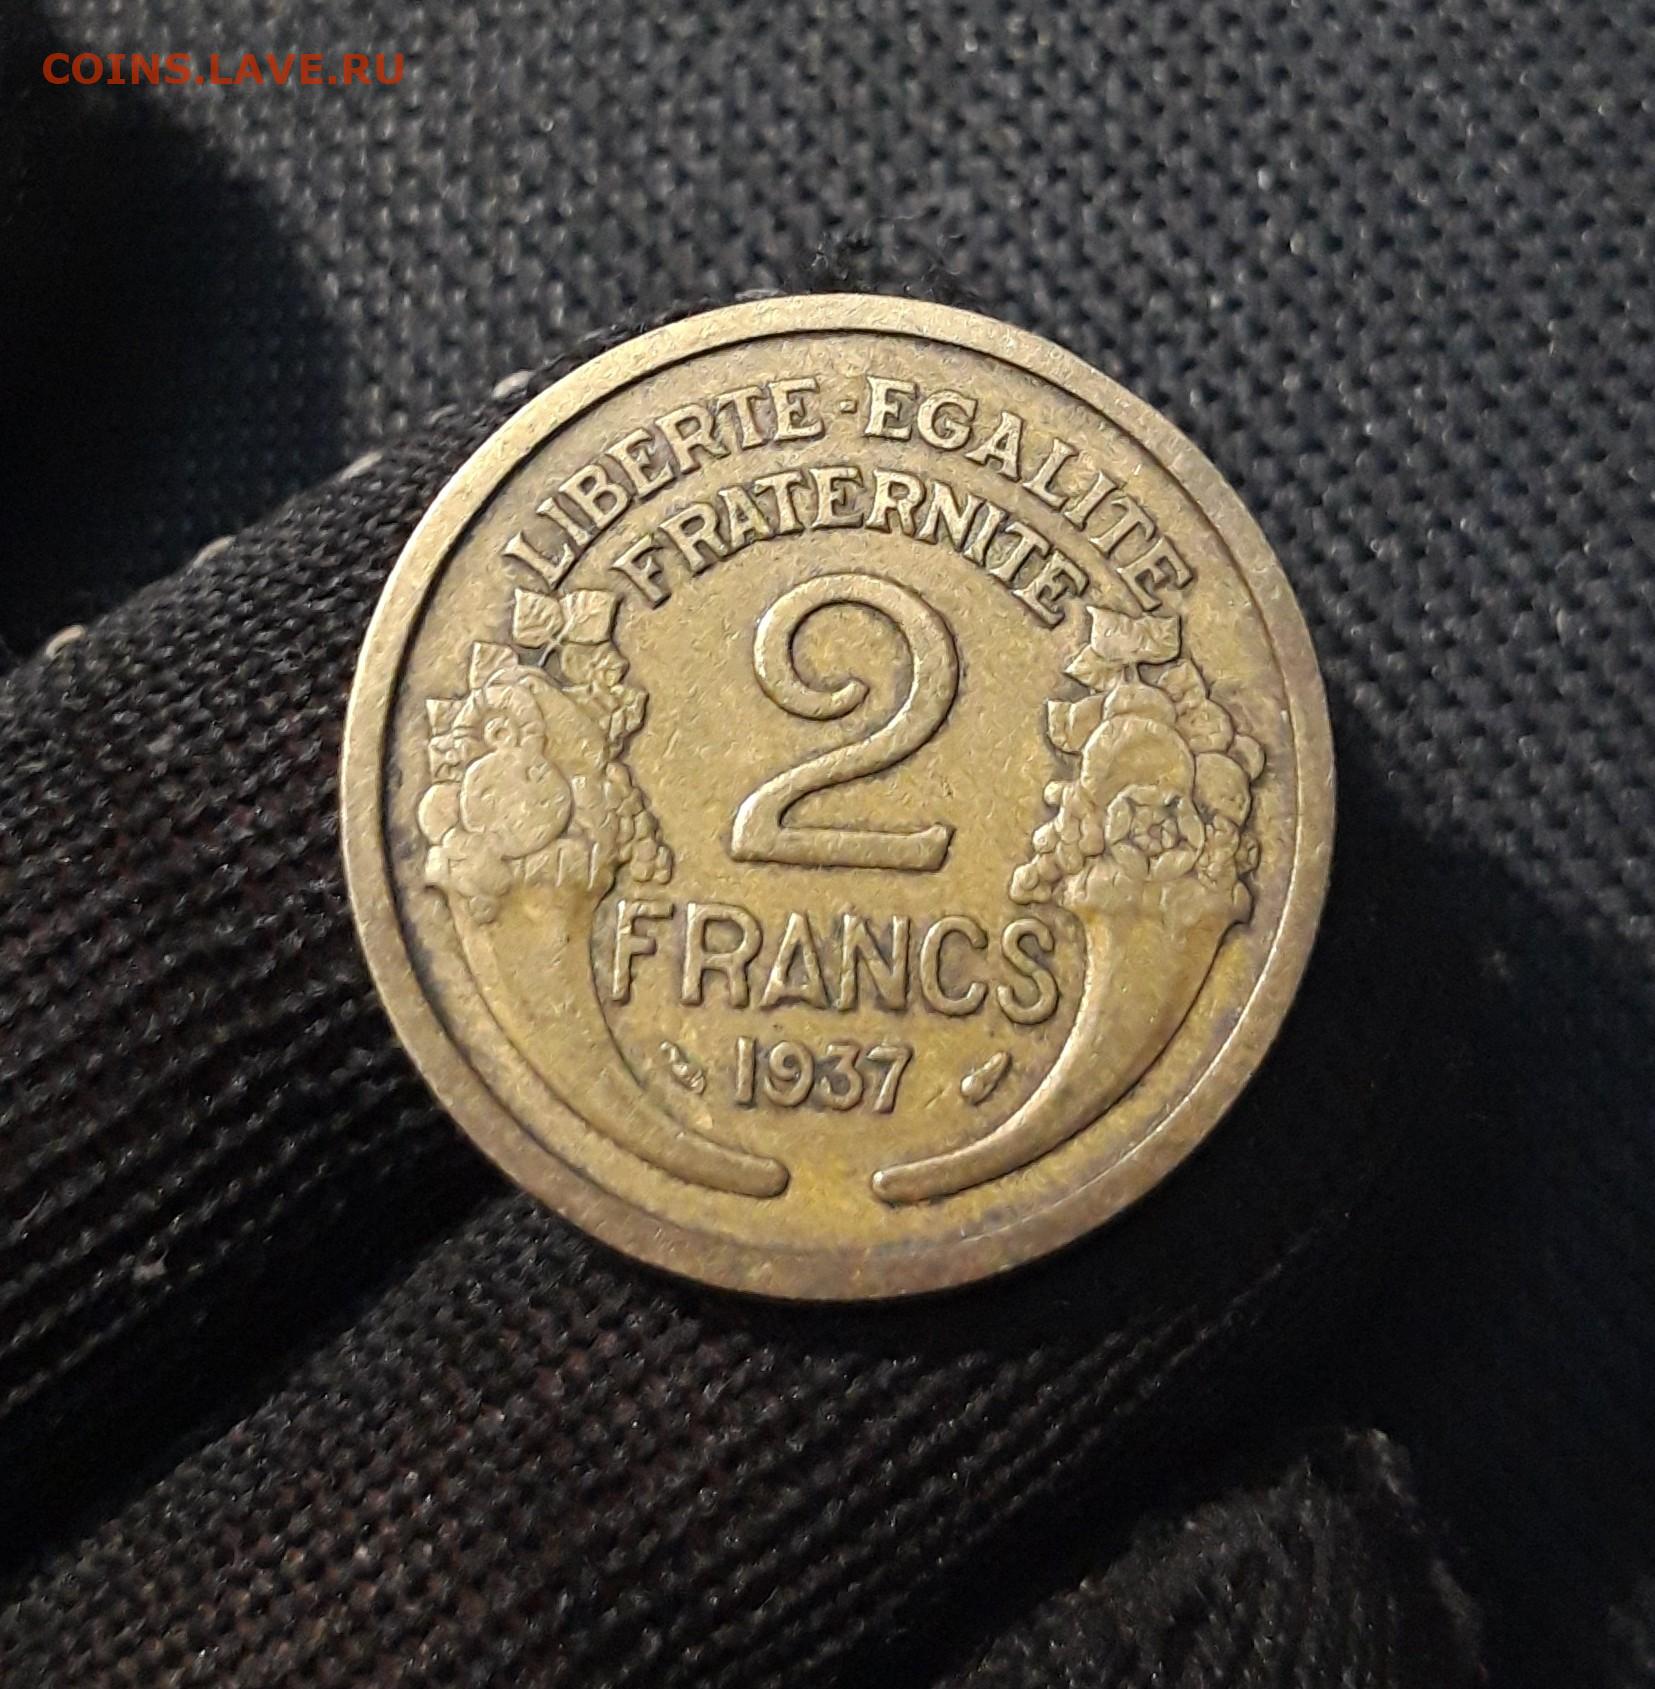 COINS.LAVE.RU
LIBERTE-EGALITE
FRATERNITE
2
FRANCS
1937